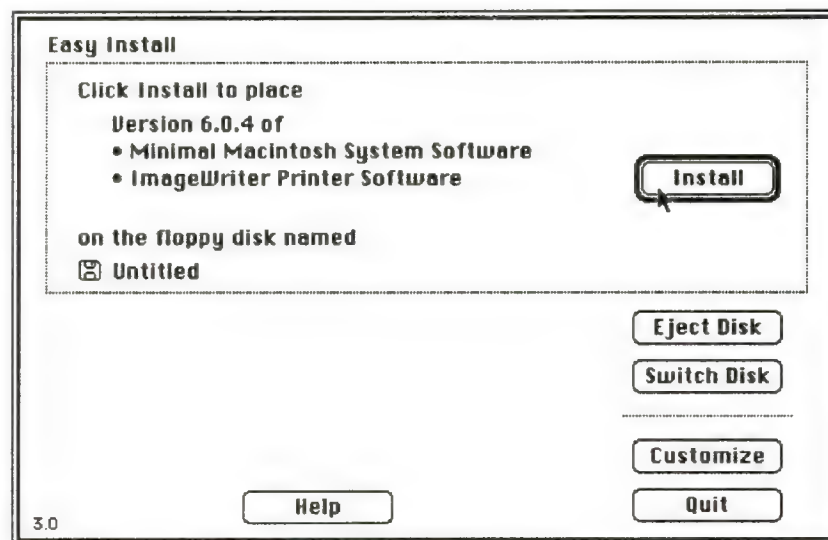 Easy Install
Click Install to place
Version 6.0.4 of
• Minimal Macintosh System Software
• ImageWriter Printer Software
Install
on the floppy disk named
Untitled
Eject Disk
Switch Disk
Customize
Help
Quit
3.0